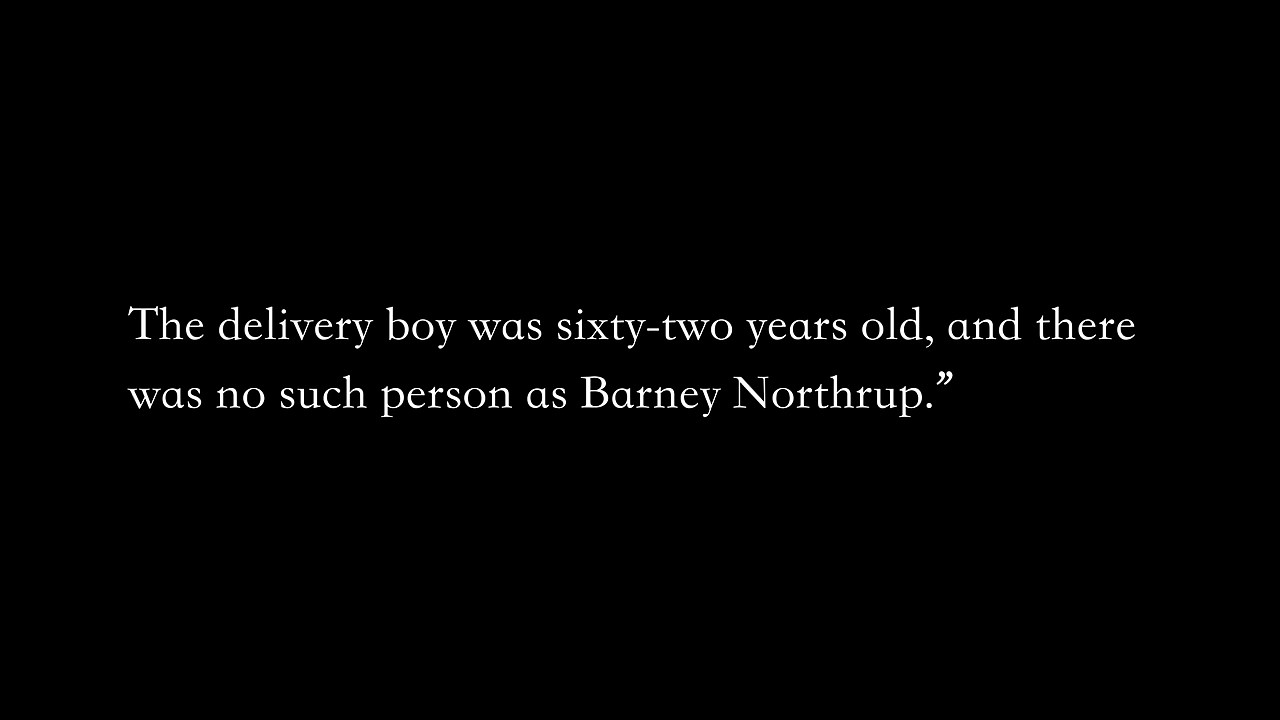 The delivery boy was sixty-two years old, and there
was no such person as Barney Northrup.”